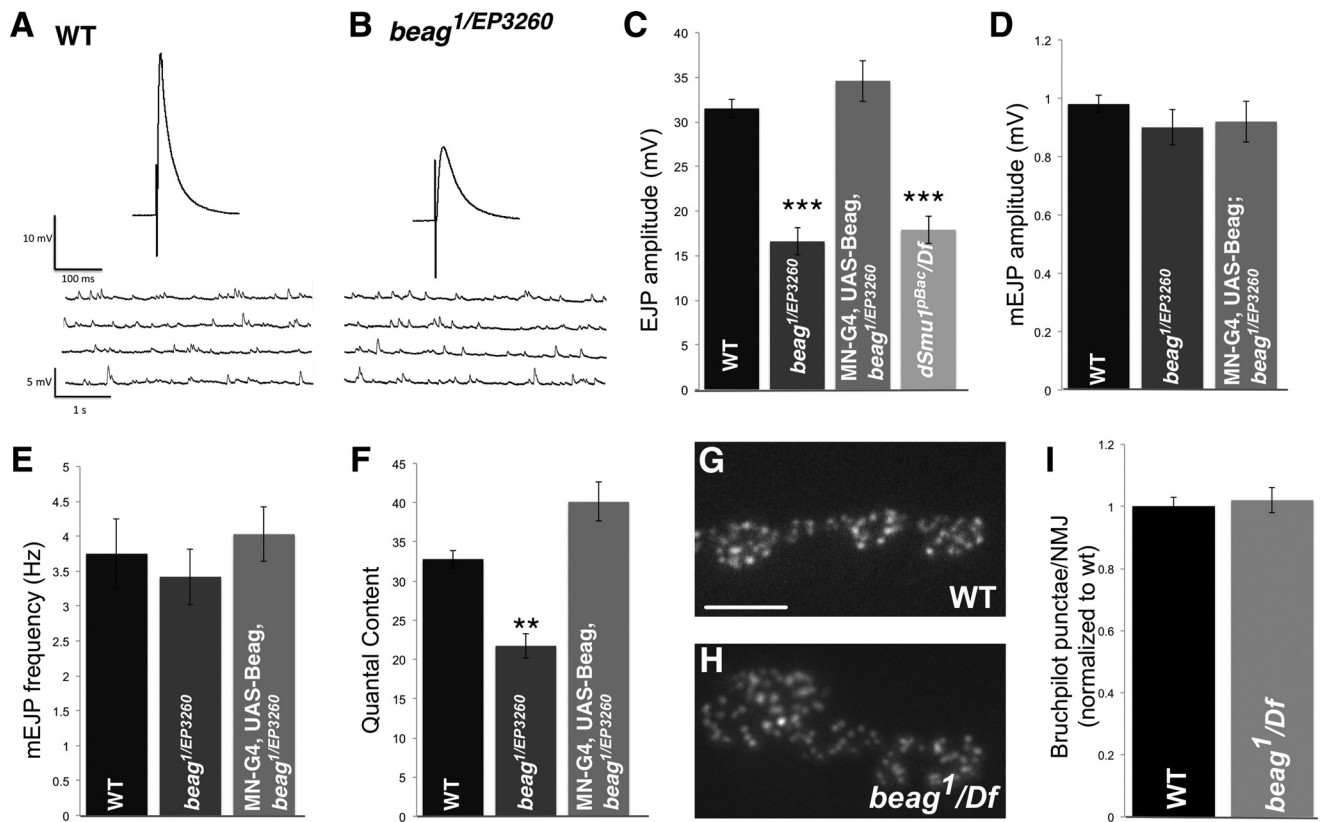 A WT
B beag1/EP3260
10 mV
100 ms
5 mV
1 s
C
EJP amplitude (mV)
40
35
30
25
20
15
10
5
0
***
***
WT
beag1/EP3260
MN-G4, UAS-Beag,
beag1/EP3260
dSmu1pBac/Df
D
mEJP amplitude (mV)
1.2
1
0.8
0.6
0.4
0.2
0
WT
beag1/EP3260
MN-G4, UAS-Beag;
beag1/EP3260
E
mEJP frequency (Hz)
5
4.5
4
3.5
3
2.5
2
1.5
1
0.5
0
WT
beag1/EP3260
MN-G4, UAS-Beag,
beag1/EP3260
F
Quantal Content
45
40
35
30
25
20
15
10
5
0
**
WT
beag1/EP3260
MN-G4, UAS-Beag,
beag1/EP3260
G
WT
H
beag1/Df
I
Bruchpilot punctae/NMJ
(normalized to wt)
1.2
1
0.8
0.6
0.4
0.2
0
WT
beag1/Df